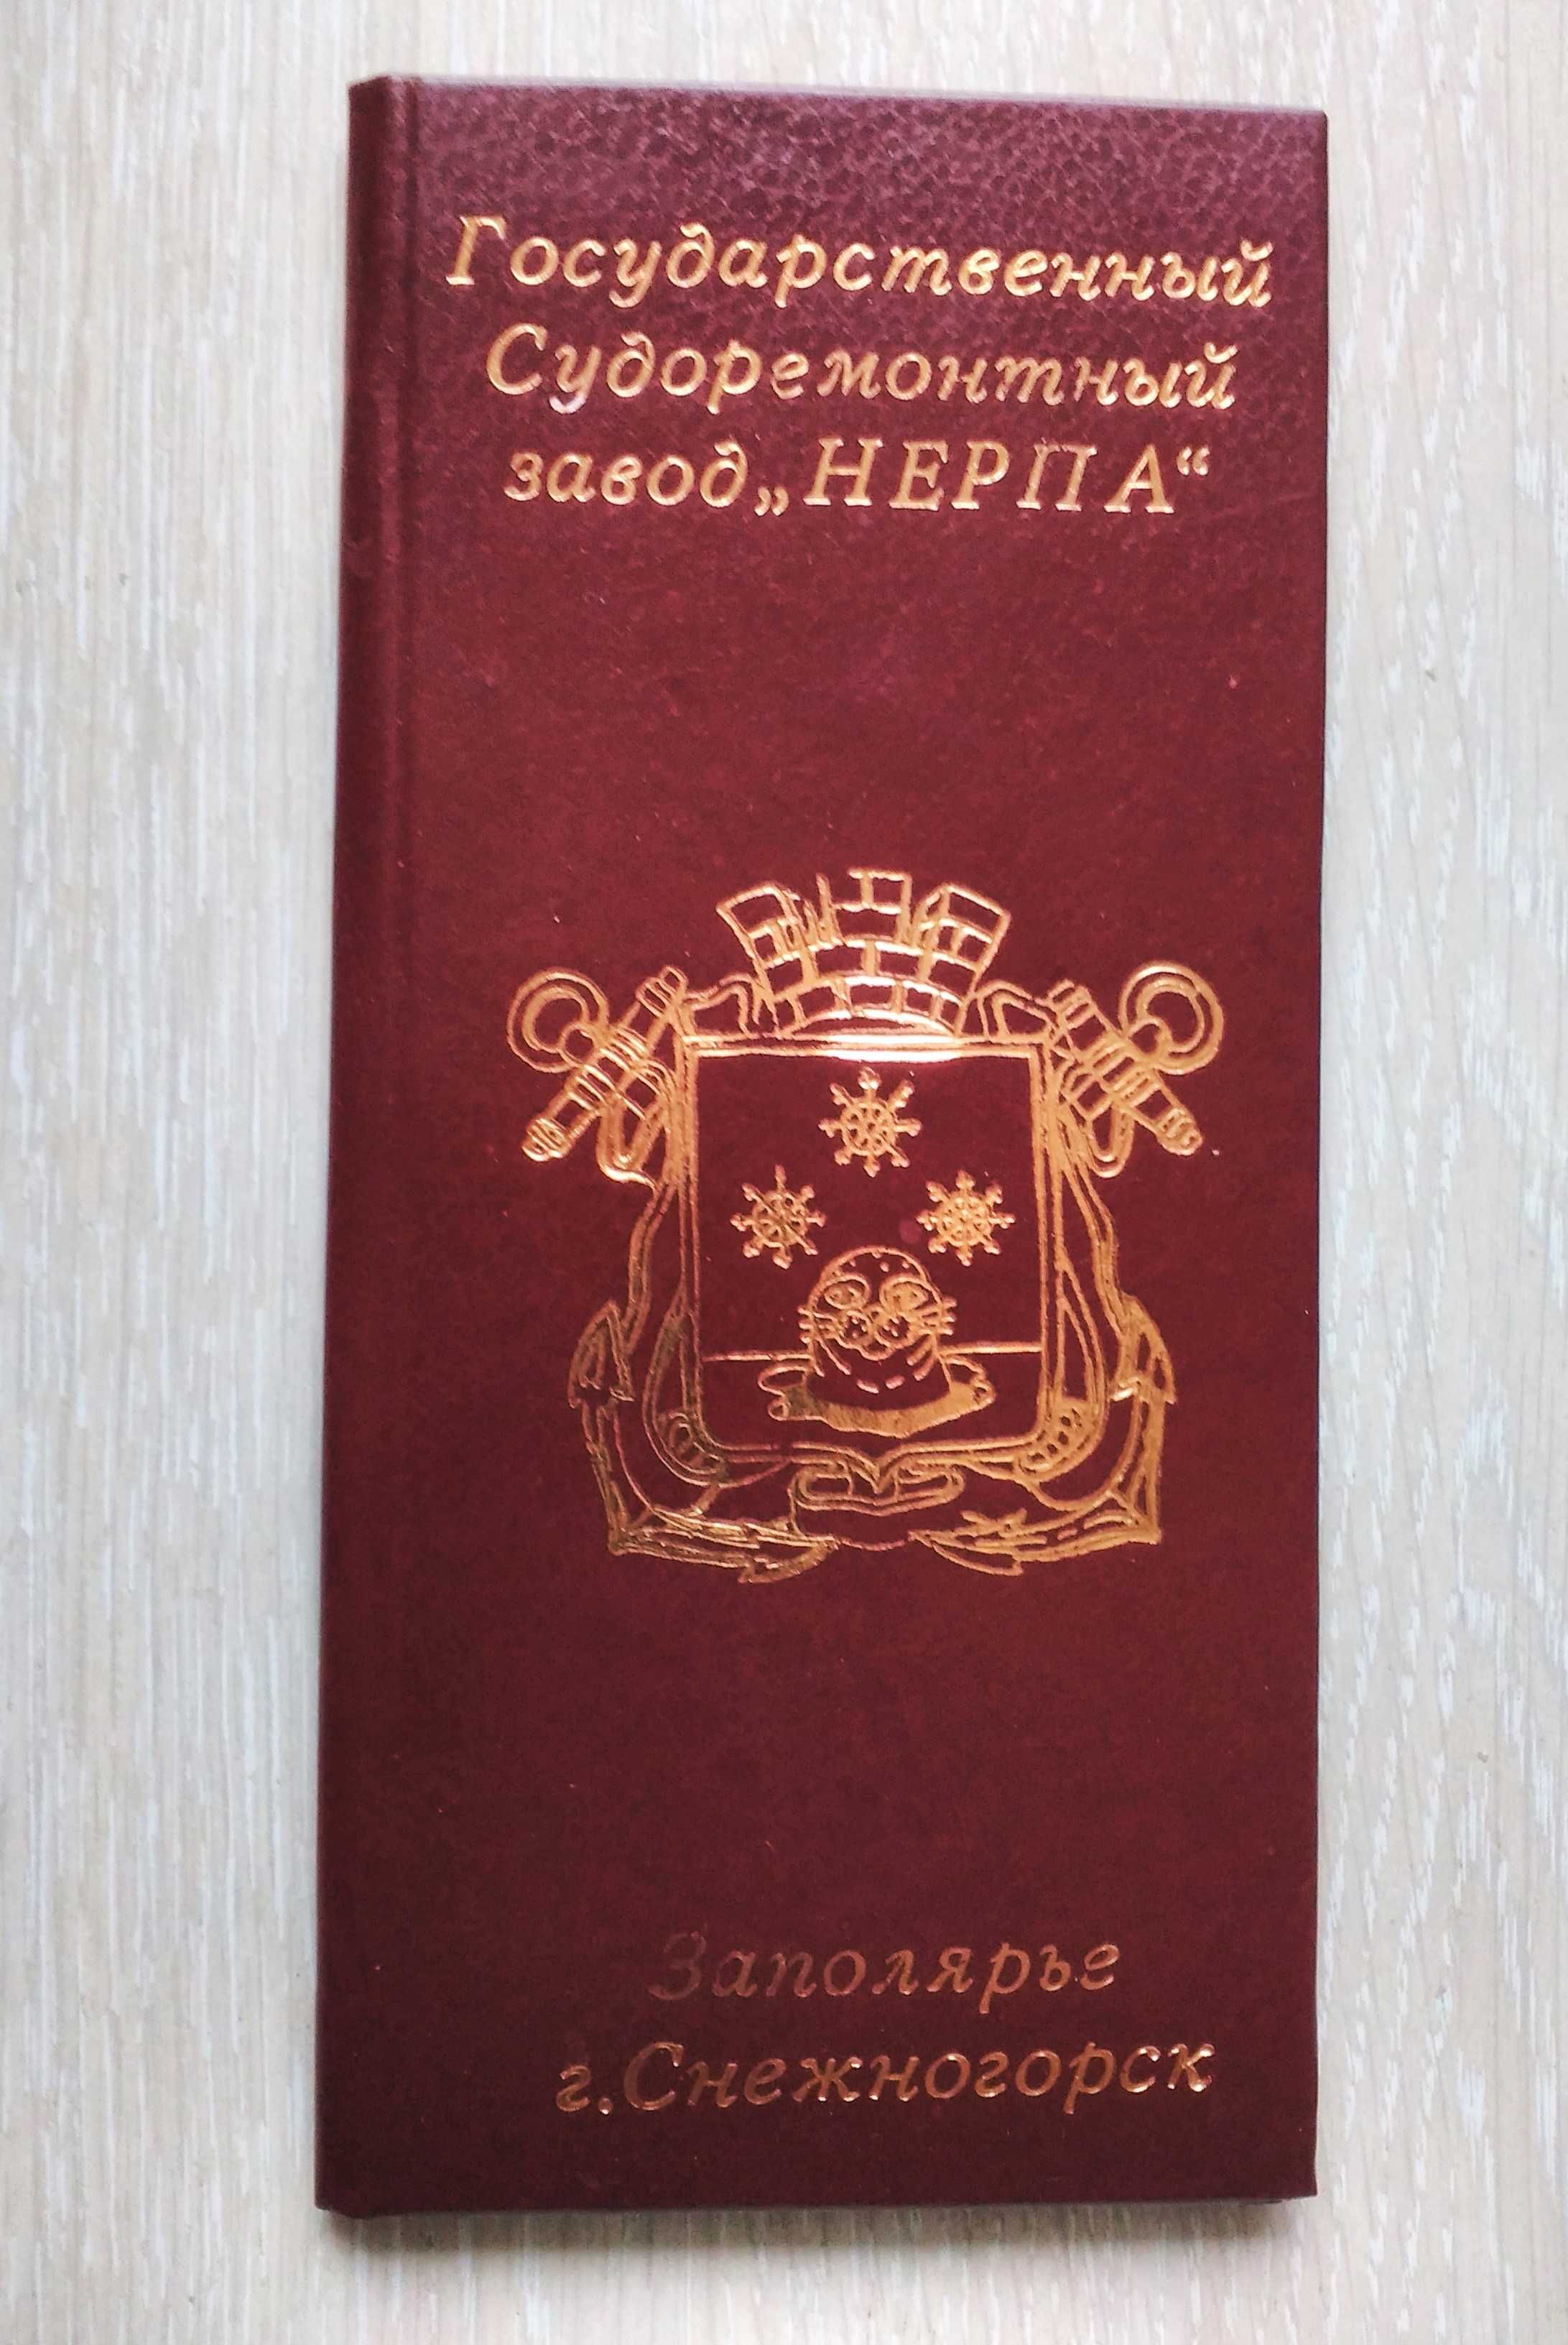 Государственный
Судоремонтный
завод „НЕРПА“
Заполярье
г. Снежногорск